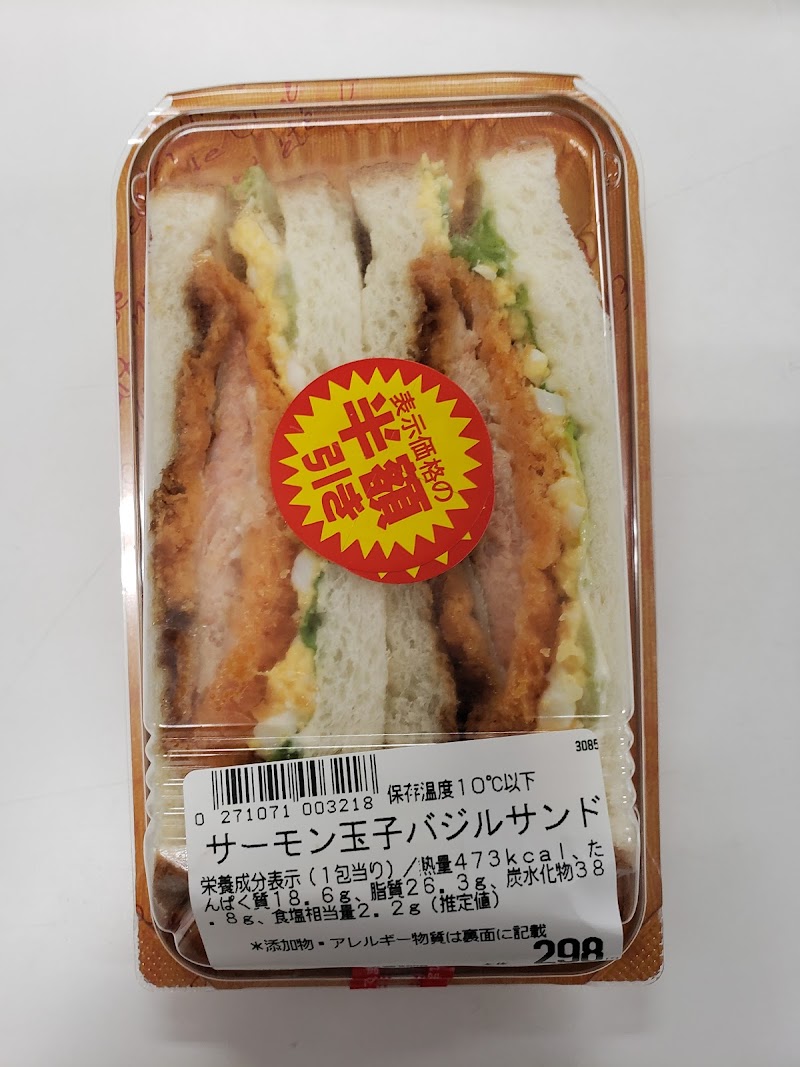 表示価格の
半額
引き
3085
0 271071 003218
保存温度10℃以下
サーモン玉子バジルサンド
栄養成分表示(1包当り)/熱量473kcal、た
んぱく質18.6g、脂質26.3g、炭水化物38
.8g、食塩相当量2.2g(推定値)
*添加物・アレルギー物質は裏面に記載
298